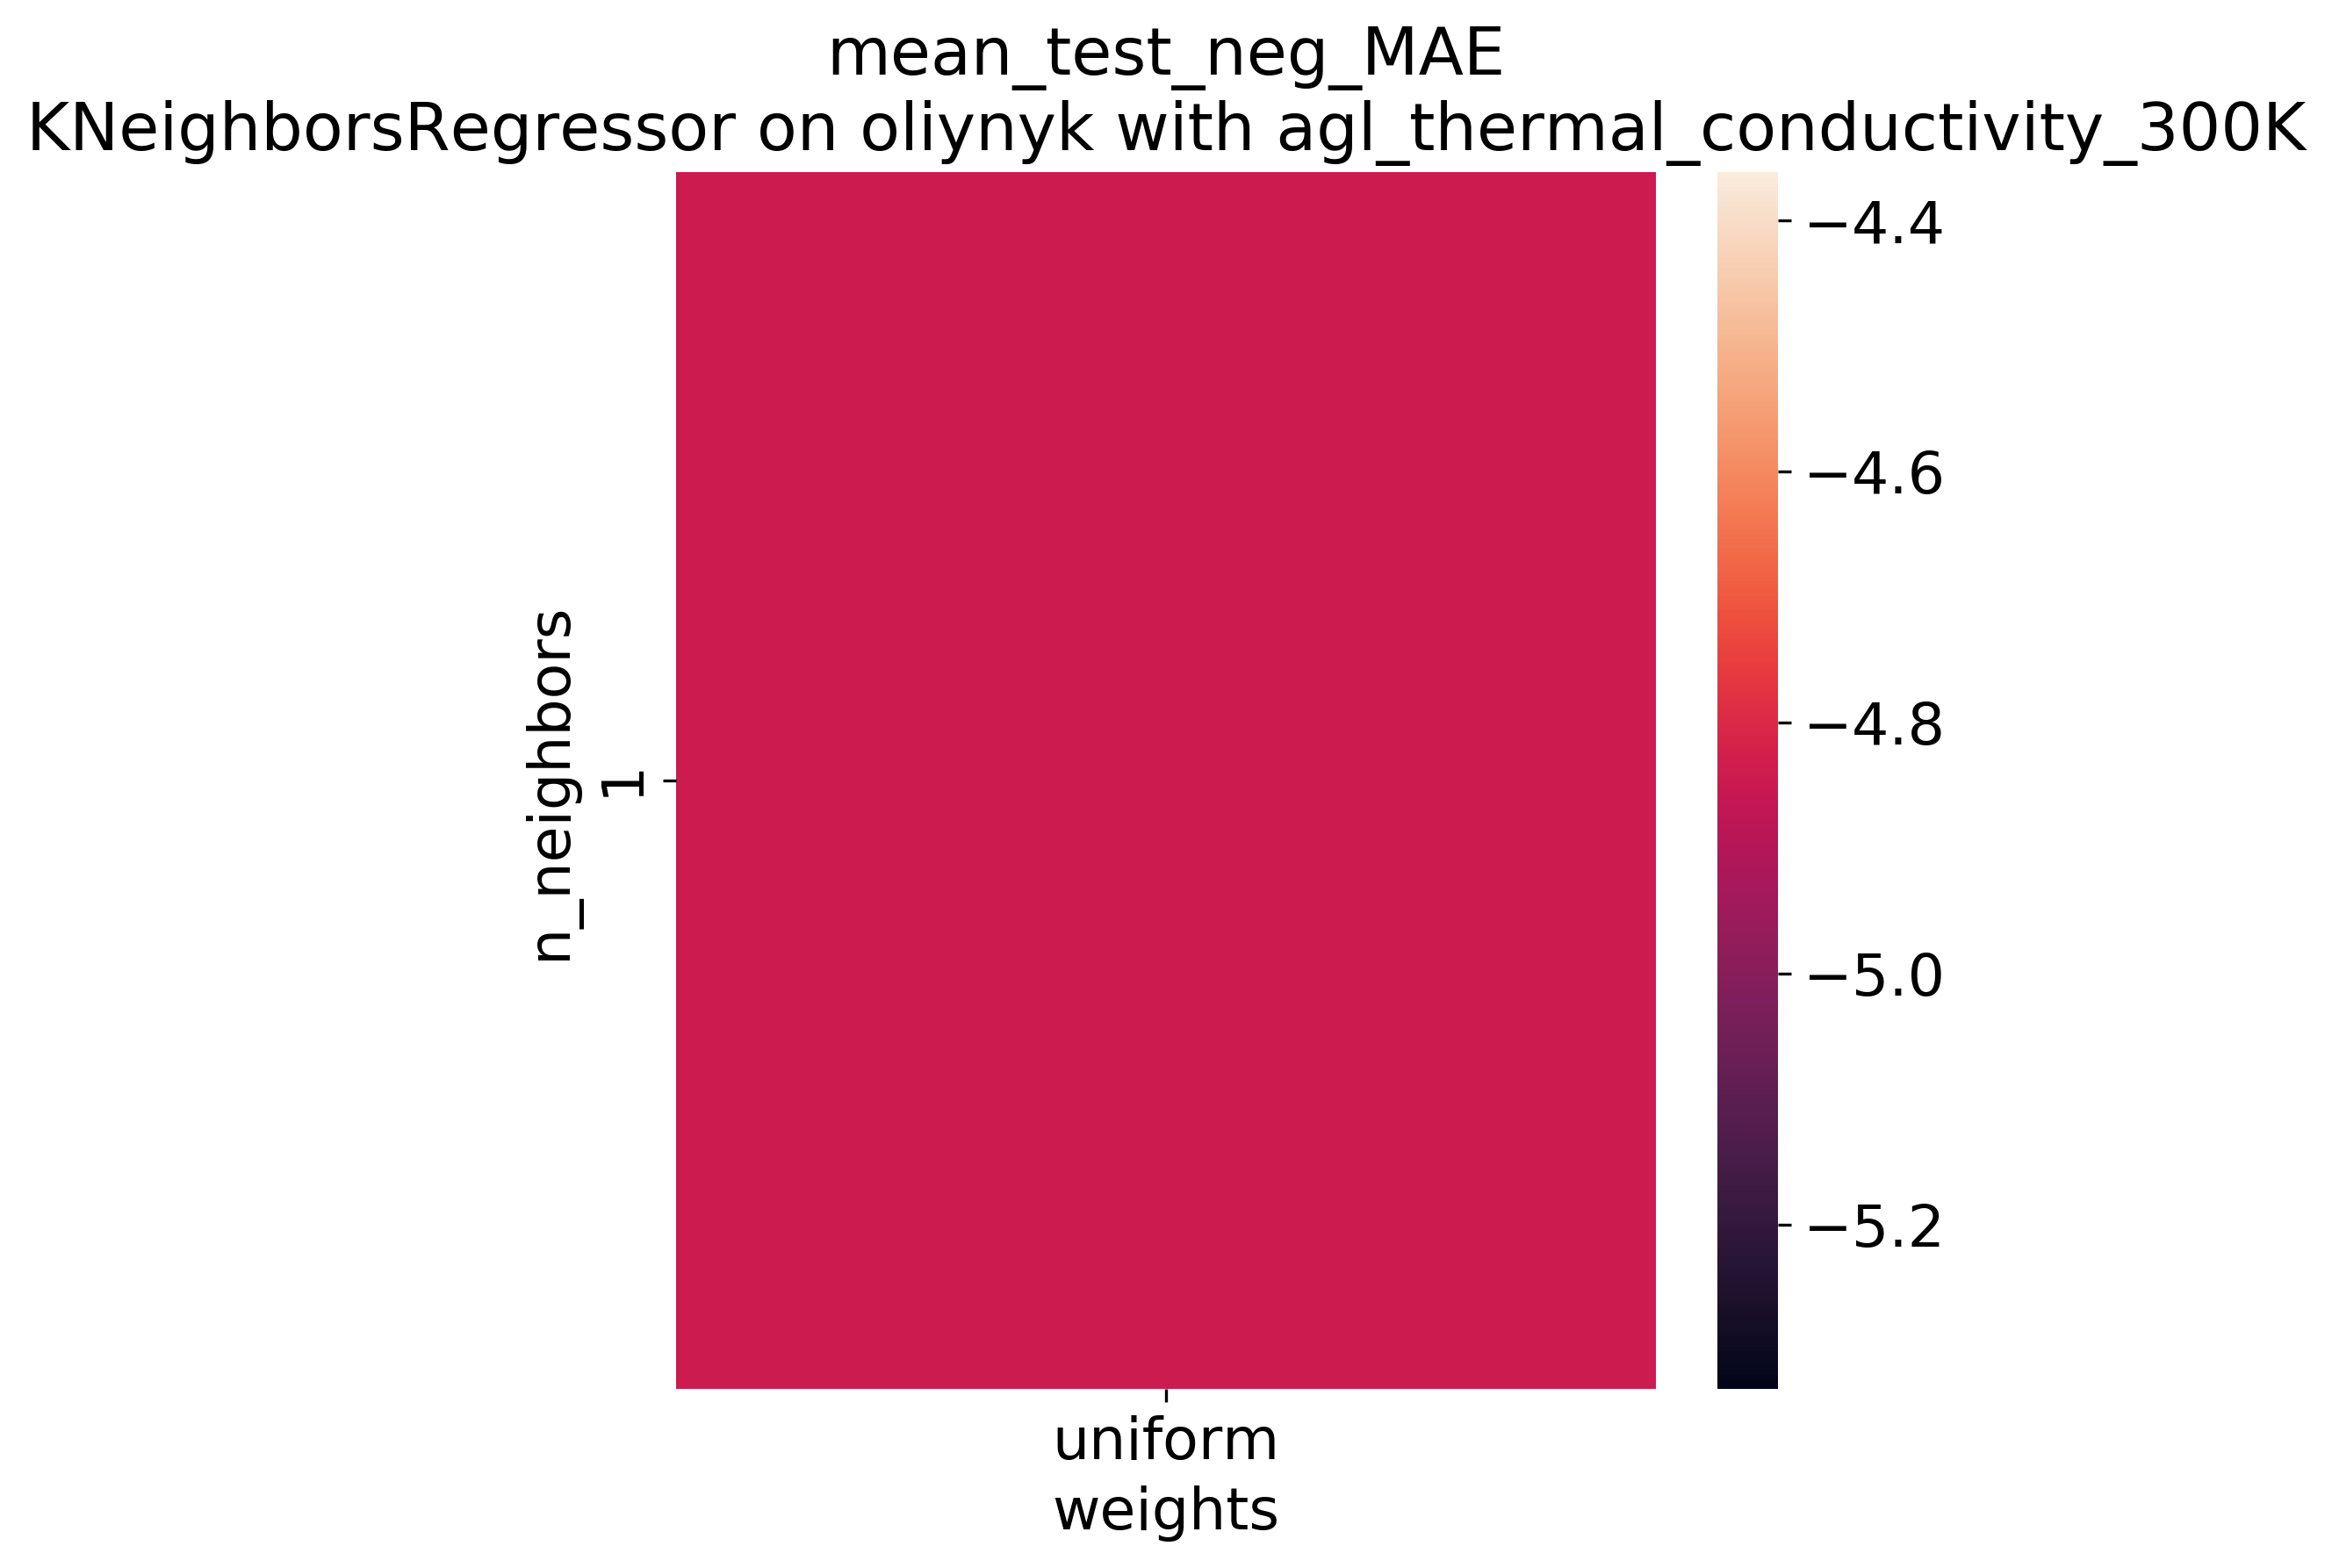 mean_test_neg_MAE
KNeighborsRegressor on oliynyk with agl_thermal_conductivity_300K
n_neighbors
1
uniform
weights
−4.4
−4.6
−4.8
−5.0
−5.2